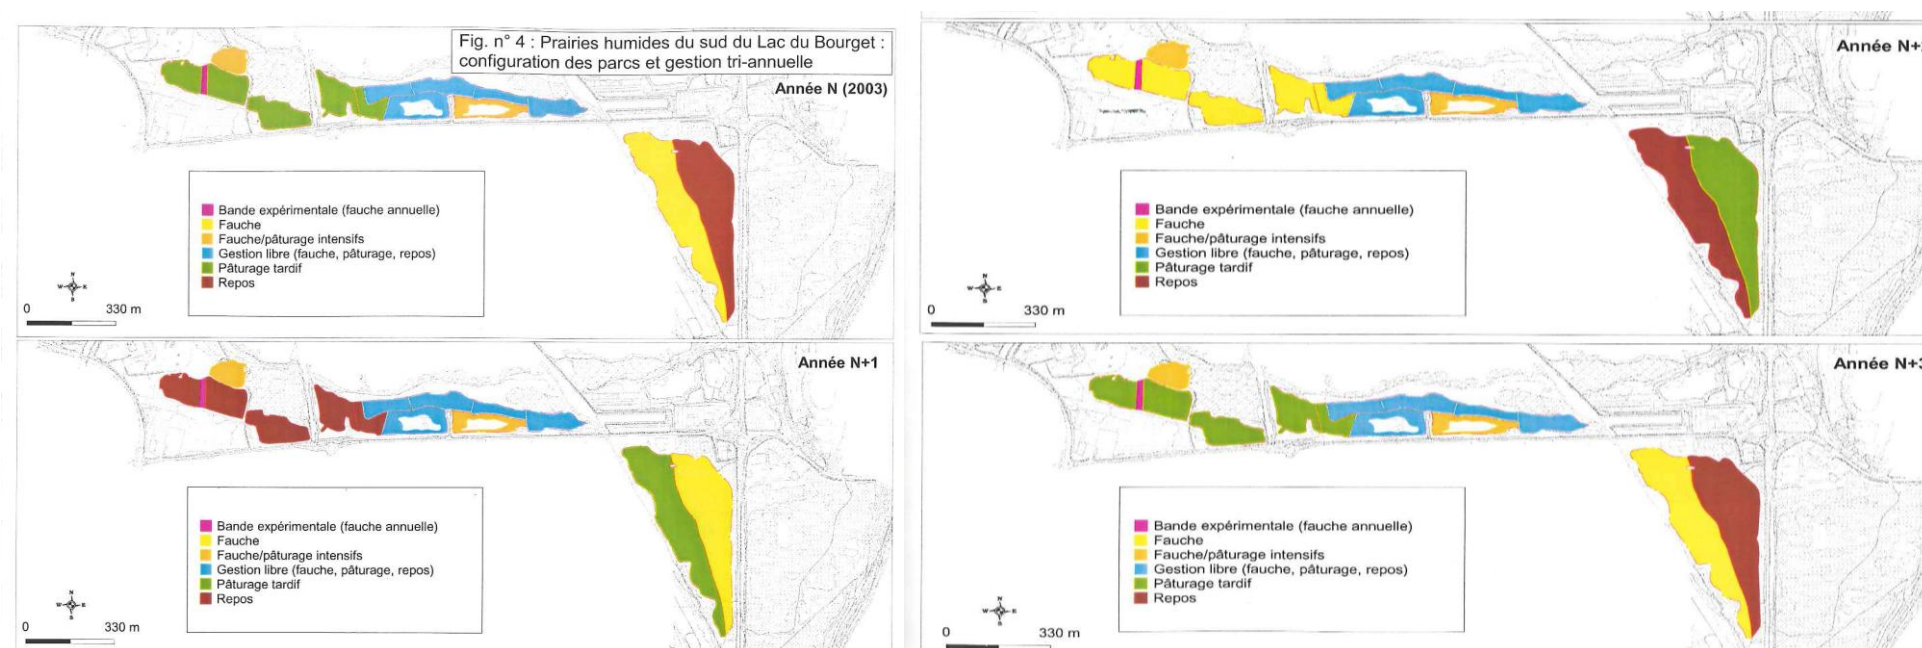 Fig. n° 4 : Prairies humides du sud du Lac du Bourget :
configuration des parcs et gestion tri-annuelle
Année N (2003)
Bande expérimentale (fauche annuelle)
Fauche
Fauche/pâturage intensifs
Gestion libre (fauche, pâturage, repos)
Pâturage tardif
Repos
N
W E
S
0 330 m
Année N+2
Bande expérimentale (fauche annuelle)
Fauche
Fauche/pâturage intensifs
Gestion libre (fauche, pâturage, repos)
Pâturage tardif
Repos
N
W E
S
0 330 m
Année N+1
Bande expérimentale (fauche annuelle)
Fauche
Fauche/pâturage intensifs
Gestion libre (fauche, pâturage, repos)
Pâturage tardif
Repos
N
W E
S
0 330 m
Année N+3
Bande expérimentale (fauche annuelle)
Fauche
Fauche/pâturage intensifs
Gestion libre (fauche, pâturage, repos)
Pâturage tardif
Repos
N
W E
S
0 330 m